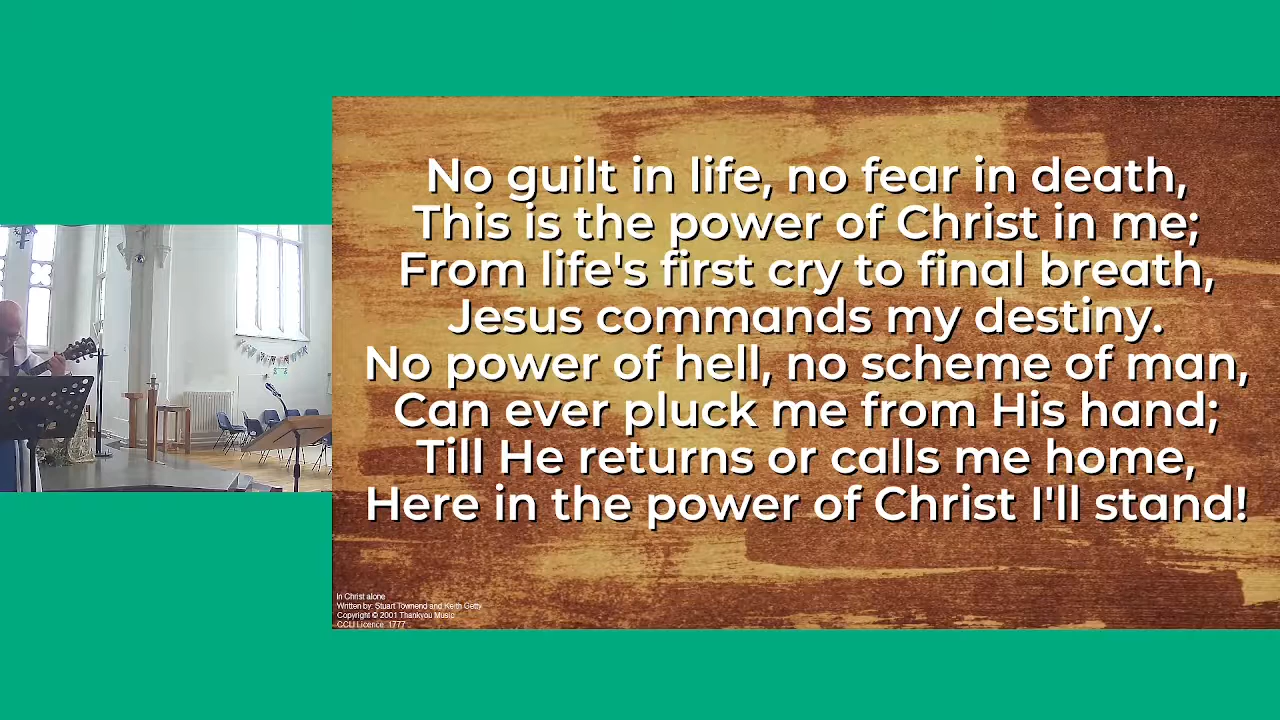 No guilt in life, no fear in death,
This is the power of Christ in me;
From life's first cry to final breath,
Jesus commands my destiny.
No power of hell, no scheme of man,
Can ever pluck me from His hand;
Till He returns or calls me home,
Here in the power of Christ I'll stand!
In Christ alone
Written by: Stuart Townend and Keith Getty
Copyright © 2001 Thankyou Music
CCLI Licence 1777